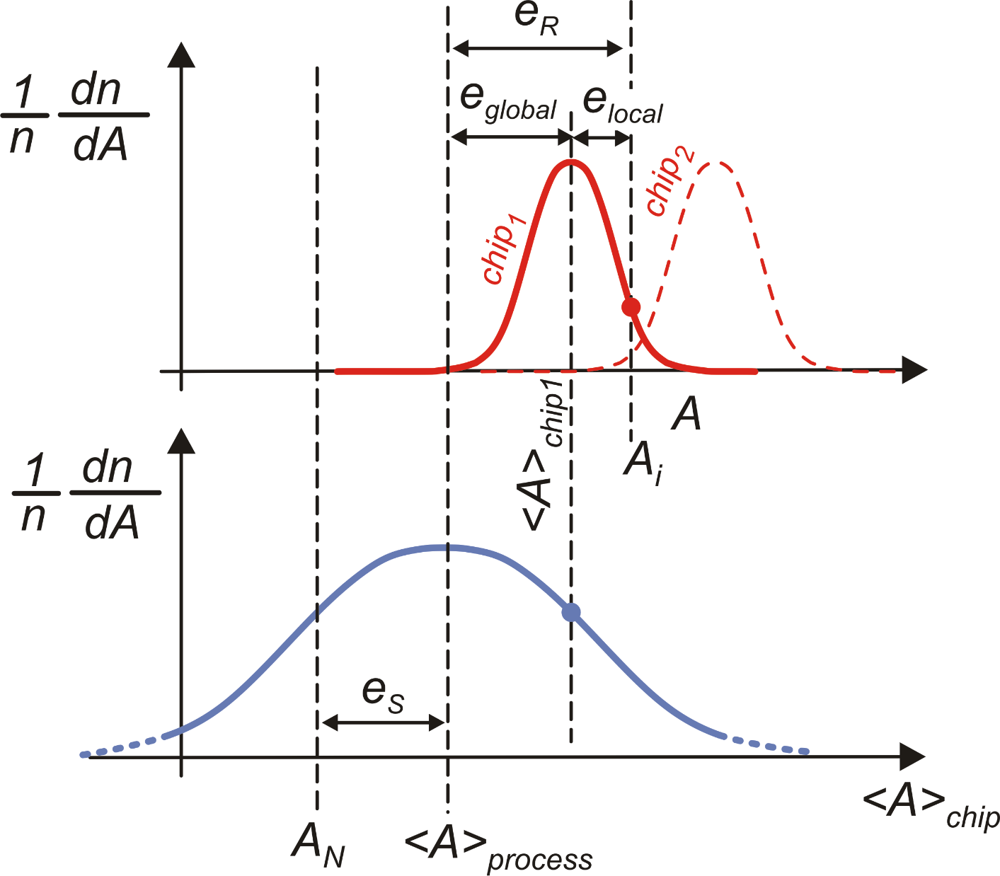 e_R
1/n dn/dA
e_global
e_local
chip_1
chip_2
A
<A>_chip1
A_i
1/n dn/dA
e_S
<A>_chip
A_N
<A>_process